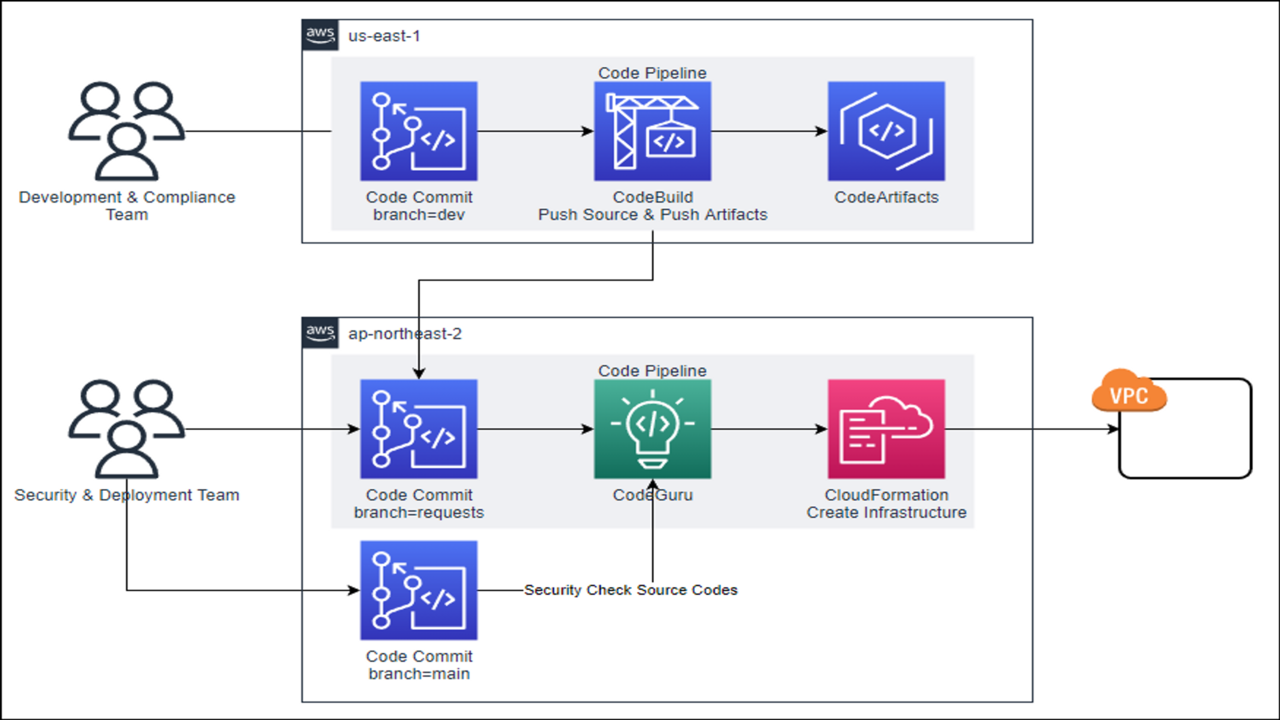 aws
us-east-1
Code Pipeline
Development & Compliance
Team
Code Commit
branch=dev
CodeBuild
Push Source & Push Artifacts
CodeArtifacts
aws
ap-northeast-2
Code Pipeline
VPC
Security & Deployment Team
Code Commit
branch=requests
CodeGuru
CloudFormation
Create Infrastructure
Security Check Source Codes
Code Commit
branch=main